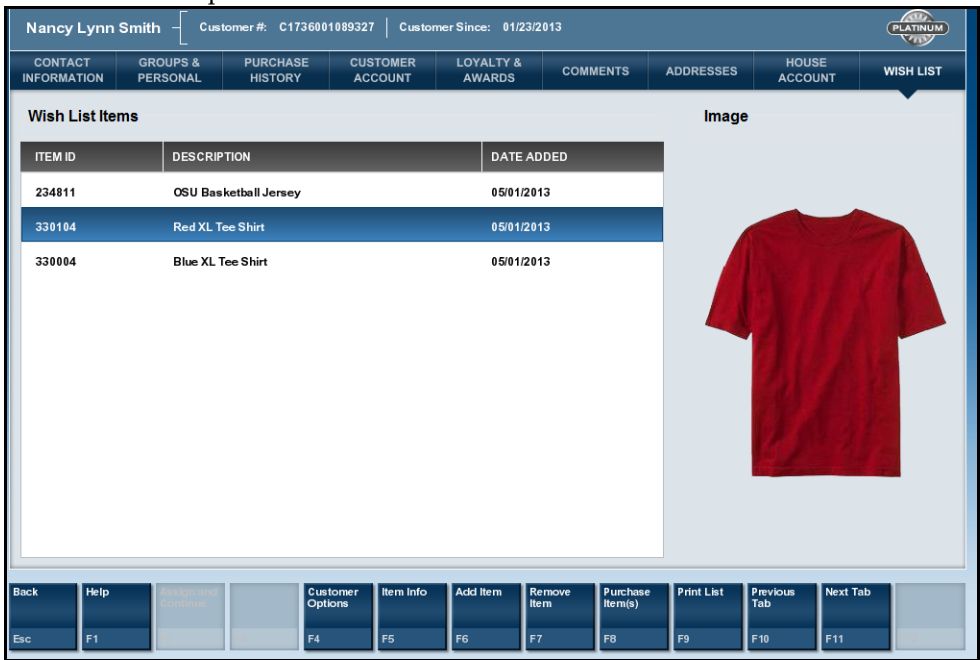 Nancy Lynn Smith Customer #: C1736001089327 Customer Since: 01/23/2013 PLATINUM
CONTACT INFORMATION
GROUPS & PERSONAL
PURCHASE HISTORY
CUSTOMER ACCOUNT
LOYALTY & AWARDS
COMMENTS
ADDRESSES
HOUSE ACCOUNT
WISH LIST
Wish List Items Image
ITEM ID DESCRIPTION DATE ADDED
234811 OSU Basketball Jersey 05/01/2013
330104 Red XL Tee Shirt 05/01/2013
330004 Blue XL Tee Shirt 05/01/2013
Back Esc
Help F1
Assign and Continue
Customer Options F4
Item Info F5
Add Item F6
Remove Item F7
Purchase Item(s) F8
Print List F9
Previous Tab F10
Next Tab F11